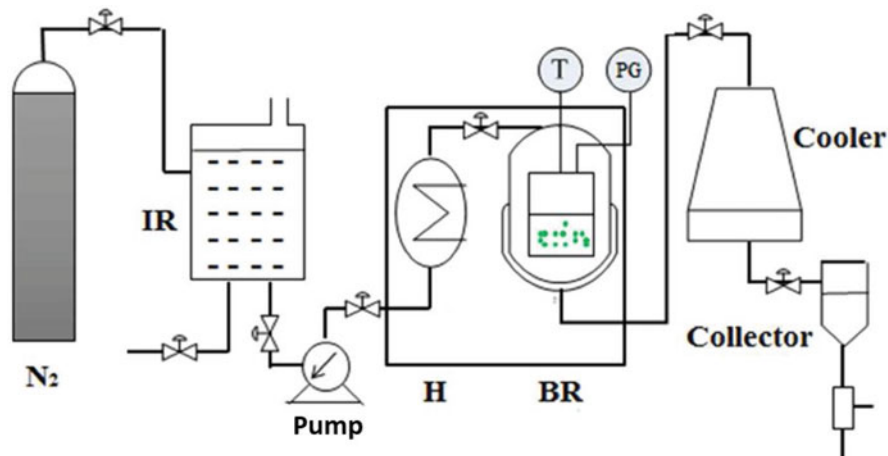 T
PG
Cooler
IR
Collector
N₂
H
BR
Pump